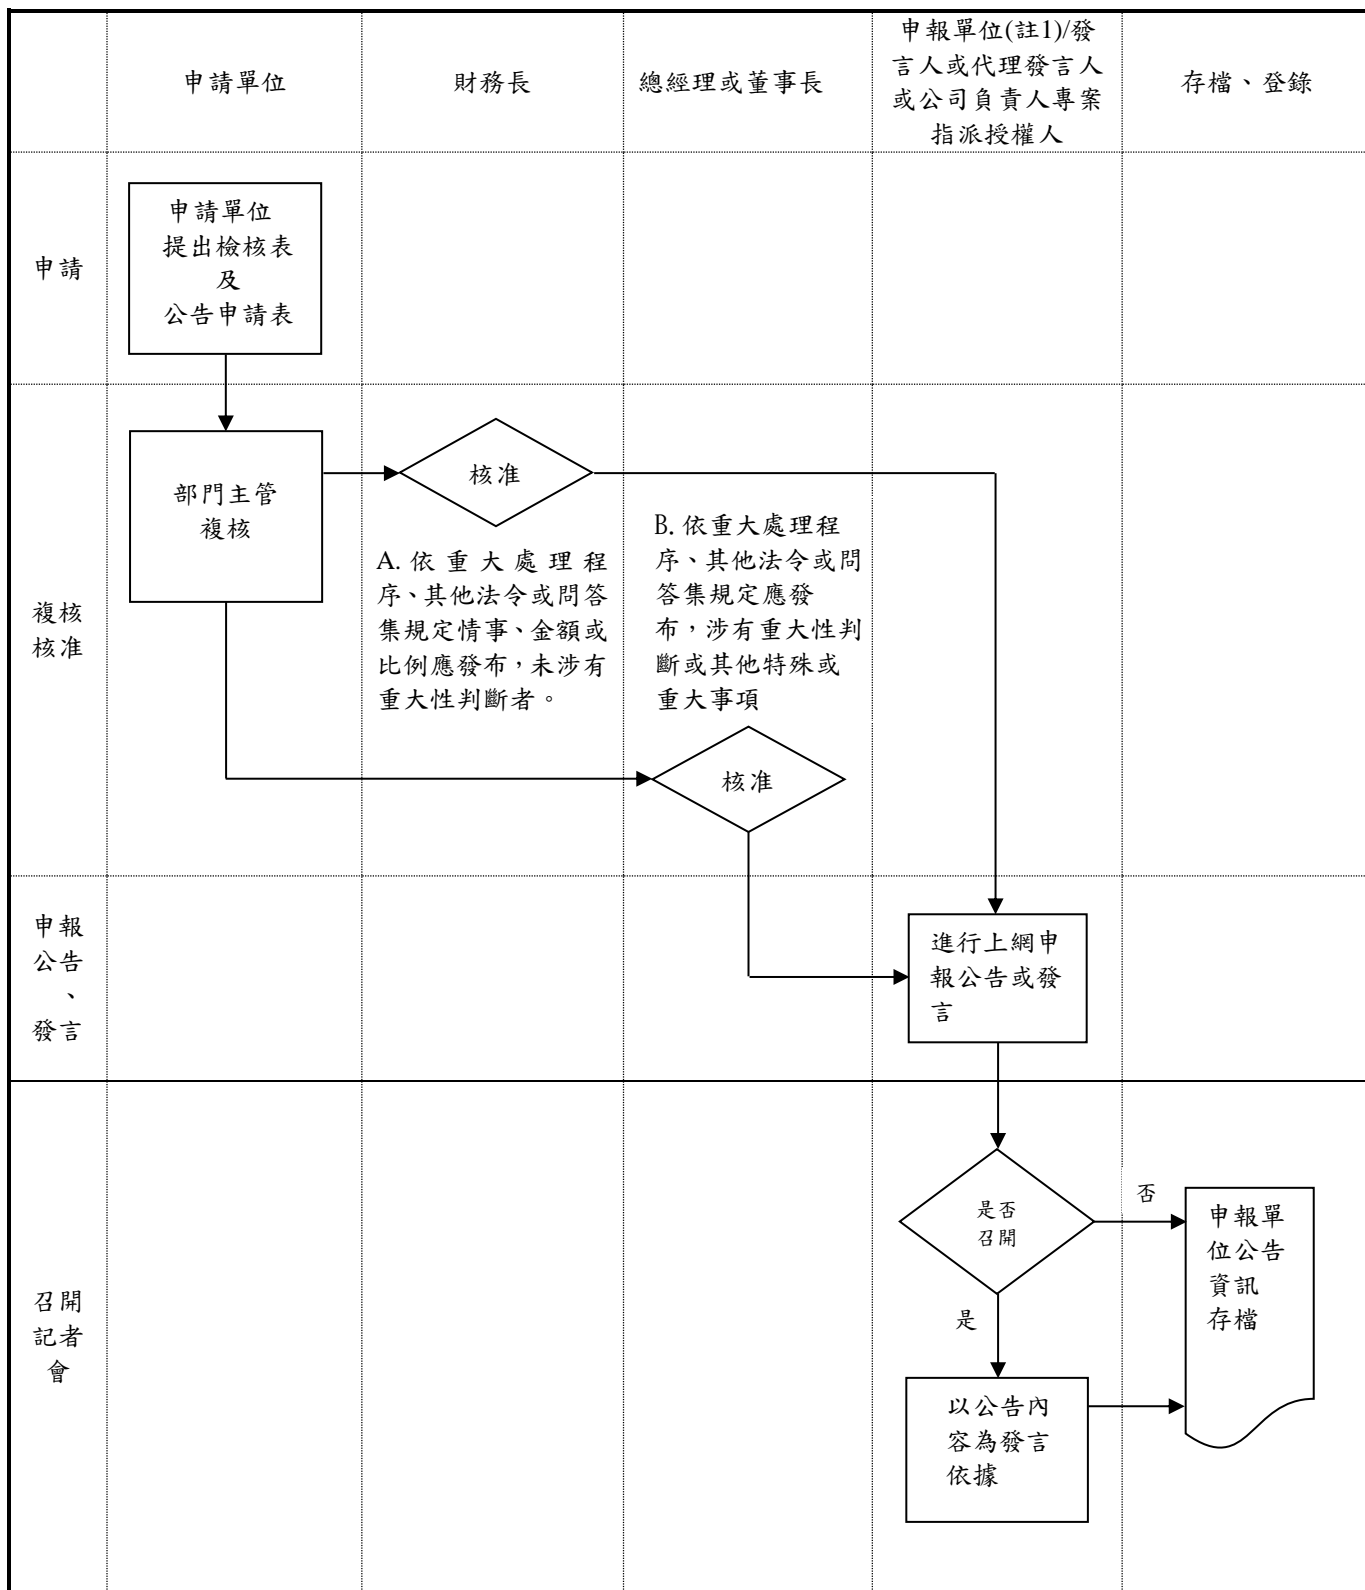 申請單位
財務長
總經理或董事長
申報單位(註1)/發
言人或代理發言人
或公司負責人專案
指派授權人
存檔、登錄
申請
申請單位
提出檢核表
及
公告申請表
複核
核准
部門主管
複核
核准
A. 依重大處理程
序、其他法令或問答
集規定情事、金額或
比例應發布，未涉有
重大性判斷者。
B. 依重大處理程
序、其他法令或問
答集規定應發
布，涉有重大性判
斷或其他特殊或
重大事項
核准
申報
公告
、
發言
進行上網申
報公告或發
言
召開
記者
會
是否
召開
否
是
申報單
位公告
資訊
存檔
以公告內
容為發言
依據